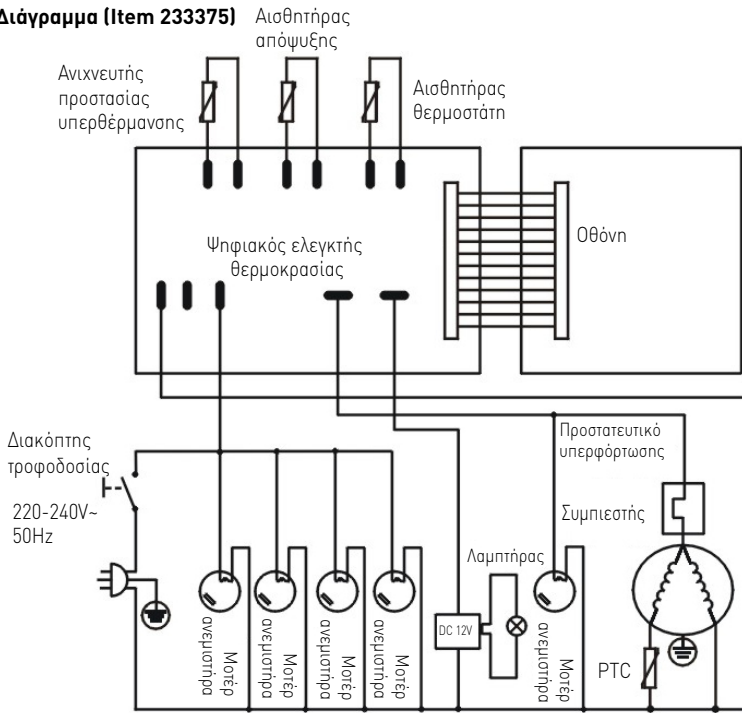 Διάγραμμα (Item 233375)
Αισθητήρας
απόψυξης
Ανιχνευτής
προστασίας
υπερθέρμανσης
Αισθητήρας
θερμοστάτη
Ψηφιακός ελεγκτής
θερμοκρασίας
Οθόνη
Διακόπτης
τροφοδοσίας
220-240V~
50Hz
Προστατευτικό
υπερφόρτωσης
Συμπιεστής
Λαμπτήρας
DC 12V
PTC
Μοτέρ
ανεμιστήρα
Μοτέρ
ανεμιστήρα
Μοτέρ
ανεμιστήρα
Μοτέρ
ανεμιστήρα
Μοτέρ
ανεμιστήρα